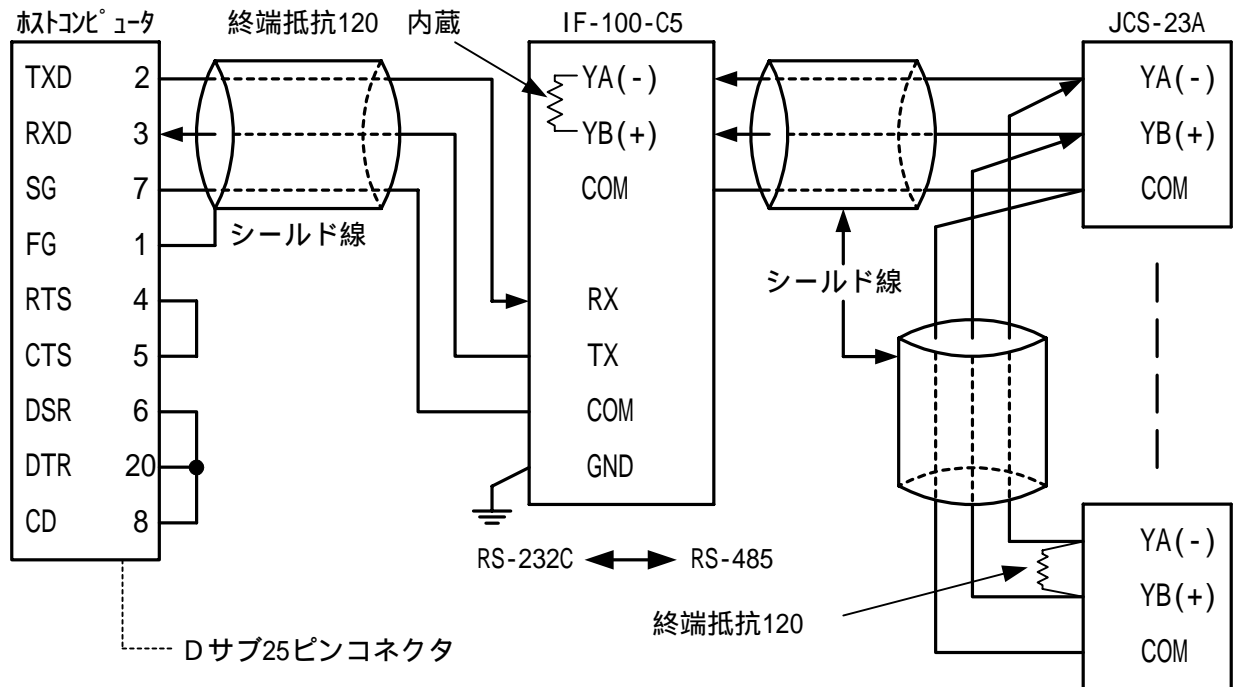 ﾎｽﾄｺﾝﾋﾟｭｰﾀ
終端抵抗120 内蔵
IF-100-C5
JCS-23A
TXD 2
RXD 3
SG 7
FG 1
RTS 4
CTS 5
DSR 6
DTR 20
CD 8
シールド線
YA(-)
YB(+)
COM
RX
TX
COM
GND
シールド線
YA(-)
YB(+)
COM
RS-232C RS-485
終端抵抗120
YA(-)
YB(+)
COM
Dサブ25ピンコネクタ